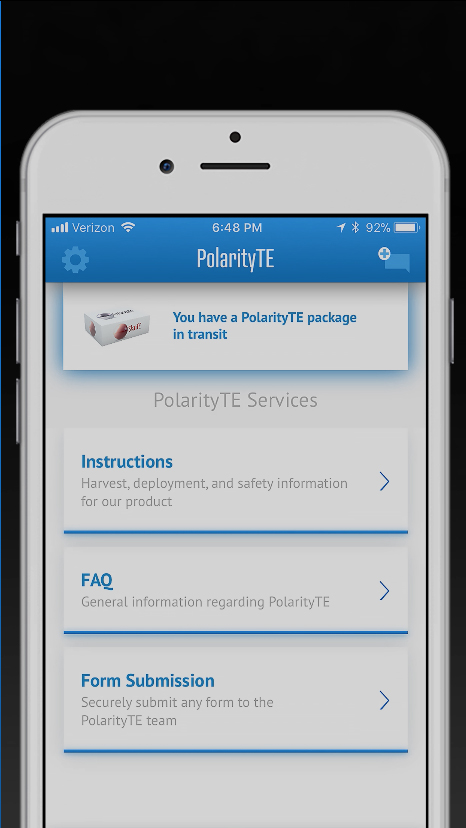 Verizon 6:48 PM 92%
PolarityTE
You have a PolarityTE package
in transit
PolarityTE Services
Instructions
Harvest, deployment, and safety information
for our product
FAQ
General information regarding PolarityTE
Form Submission
Securely submit any form to the
PolarityTE team